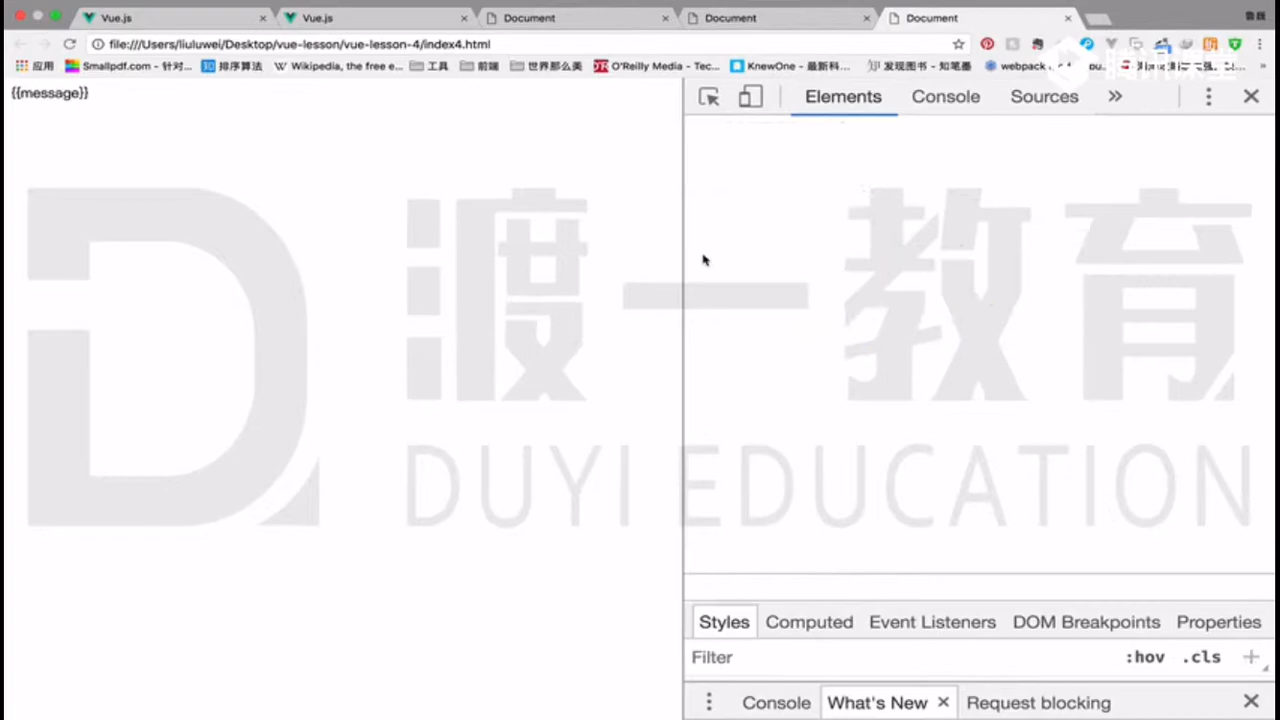 Vue.js
Vue.js
Document
Document
Document
file:///Users/liuluwei/Desktop/vue-lesson/vue-lesson-4/index4.html
应用
Smallpdf.com - 针对...
排序算法
Wikipedia, the free e...
工具
前端
世界那么美
O'Reilly Media - Tec...
KnewOne - 最新科...
发现图书 - 知笔墨
webpack
腾讯课堂
{{message}}
Elements
Console
Sources
渡一教育
DUYI EDUCATION
Styles
Computed
Event Listeners
DOM Breakpoints
Properties
Filter
:hov
.cls
Console
What's New
Request blocking